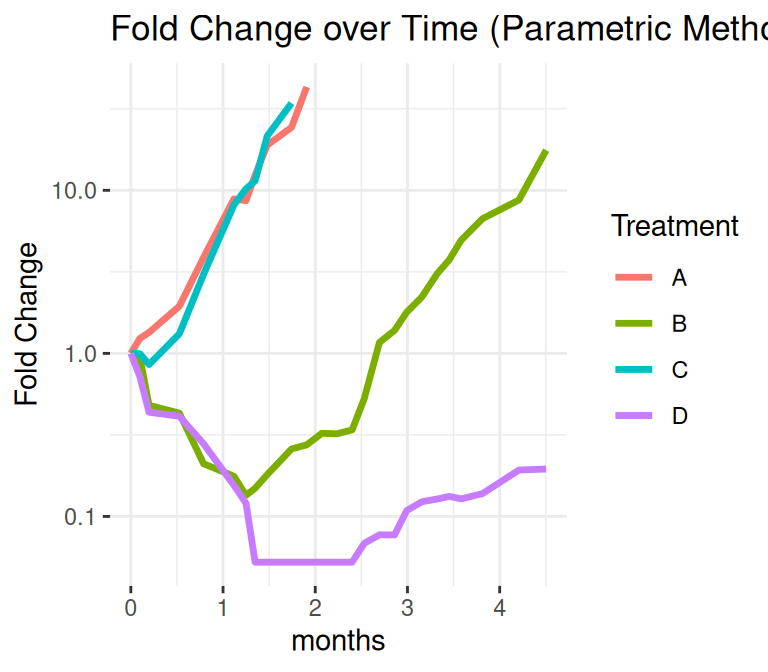 Fold Change over Time (Parametric Metho
Fold Change
10.0
1.0
0.1
0 1 2 3 4
months
Treatment
A
B
C
D